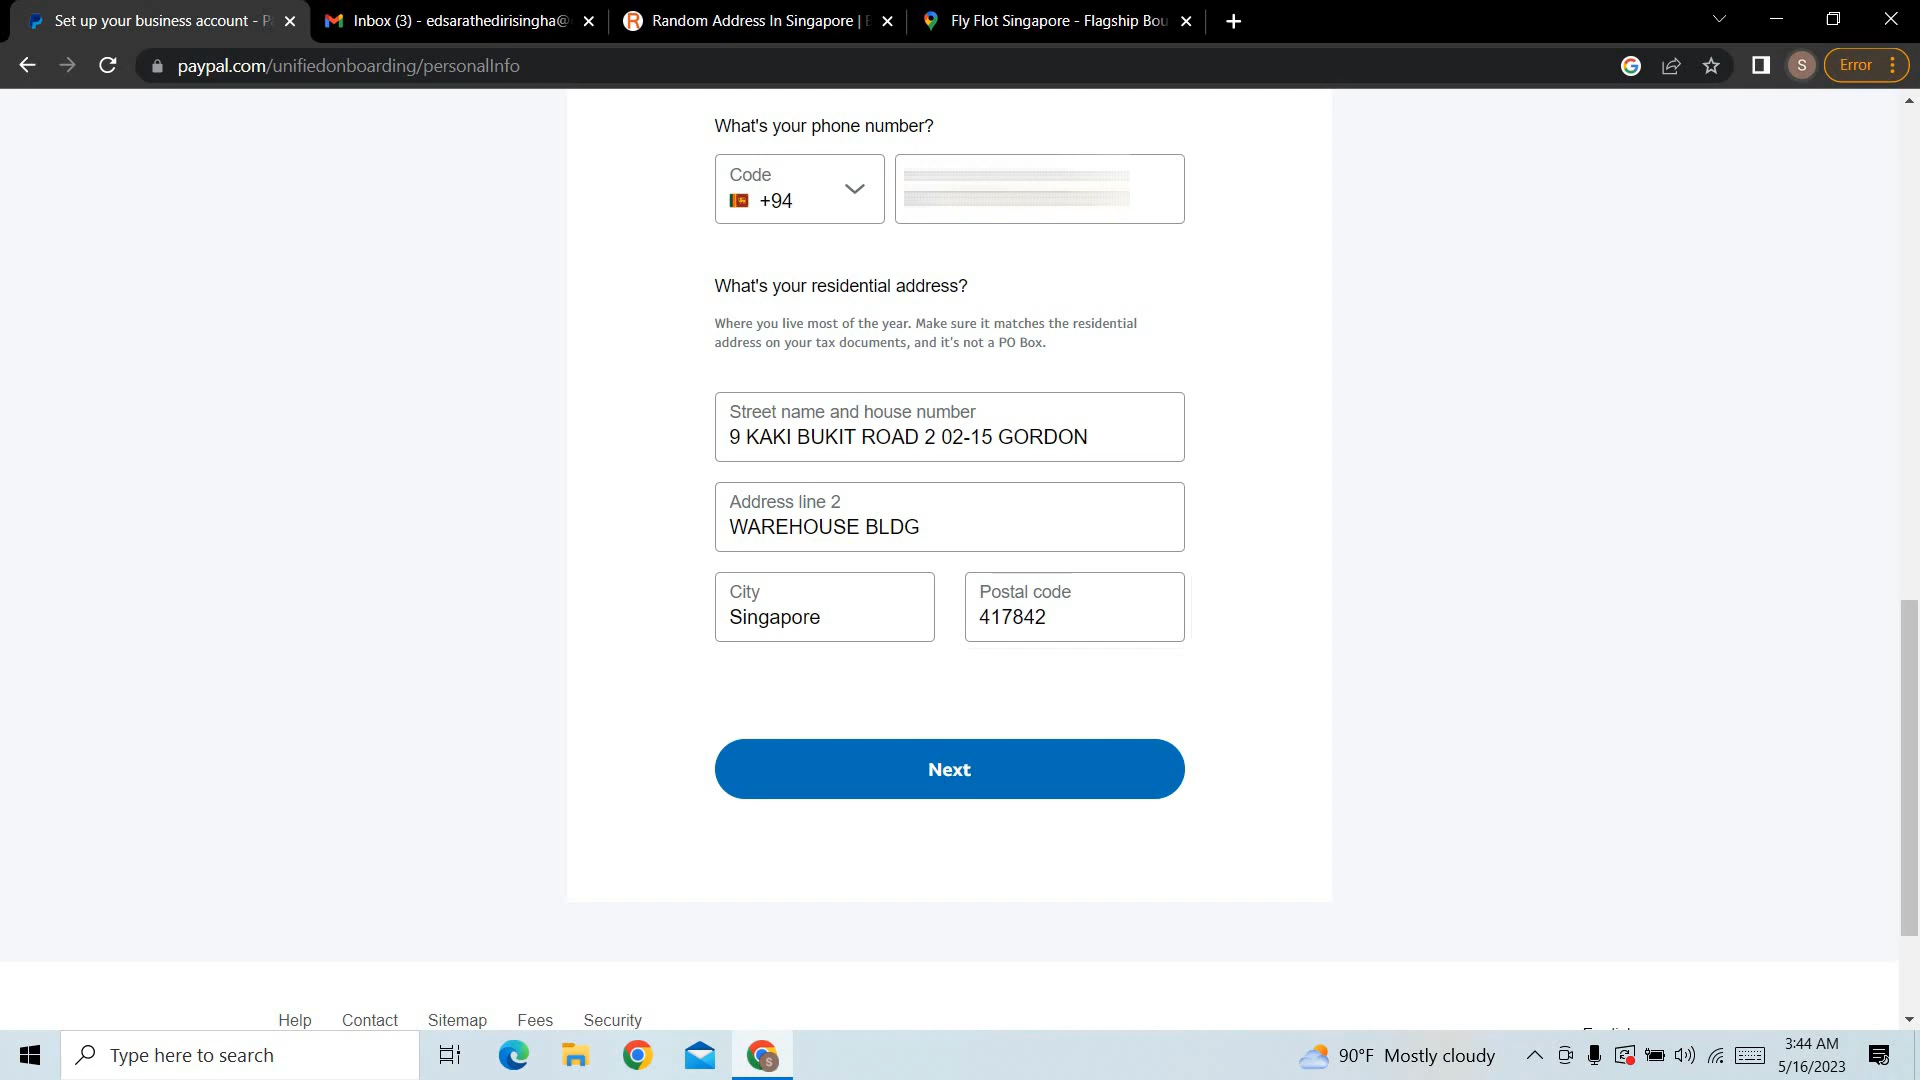 Set up your business account - P
Inbox (3) - edsarathedirisingha@
Random Address In Singapore |
Fly Flot Singapore - Flagship Bou
paypal.com/unifiedonboarding/personalInfo
S
Error
What's your phone number?
Code
+94
What's your residential address?
Where you live most of the year. Make sure it matches the residential
address on your tax documents, and it's not a PO Box.
Street name and house number
9 KAKI BUKIT ROAD 2 02-15 GORDON
Address line 2
WAREHOUSE BLDG
City
Singapore
Postal code
417842
Next
Help Contact Sitemap Fees Security
Type here to search
90°F Mostly cloudy
3:44 AM
5/16/2023